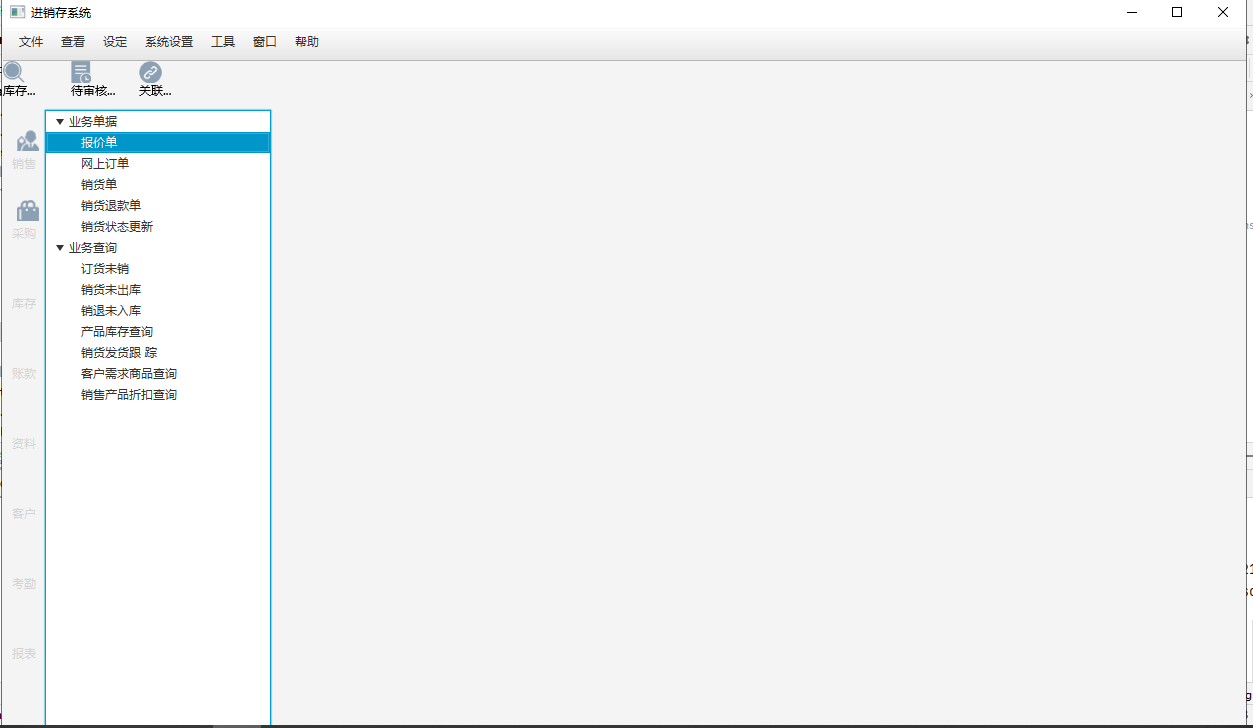 进销存系统
文件 查看 设定 系统设置 工具 窗口 帮助
库存... 待审核... 关联...
销售
采购
库存
账款
资料
客户
考勤
报表
业务单据
报价单
网上订单
销货单
销货退款单
销货状态更新
业务查询
订货未销
销货未出库
销退未入库
产品库存查询
销货发货跟 踪
客户需求商品查询
销售产品折扣查询